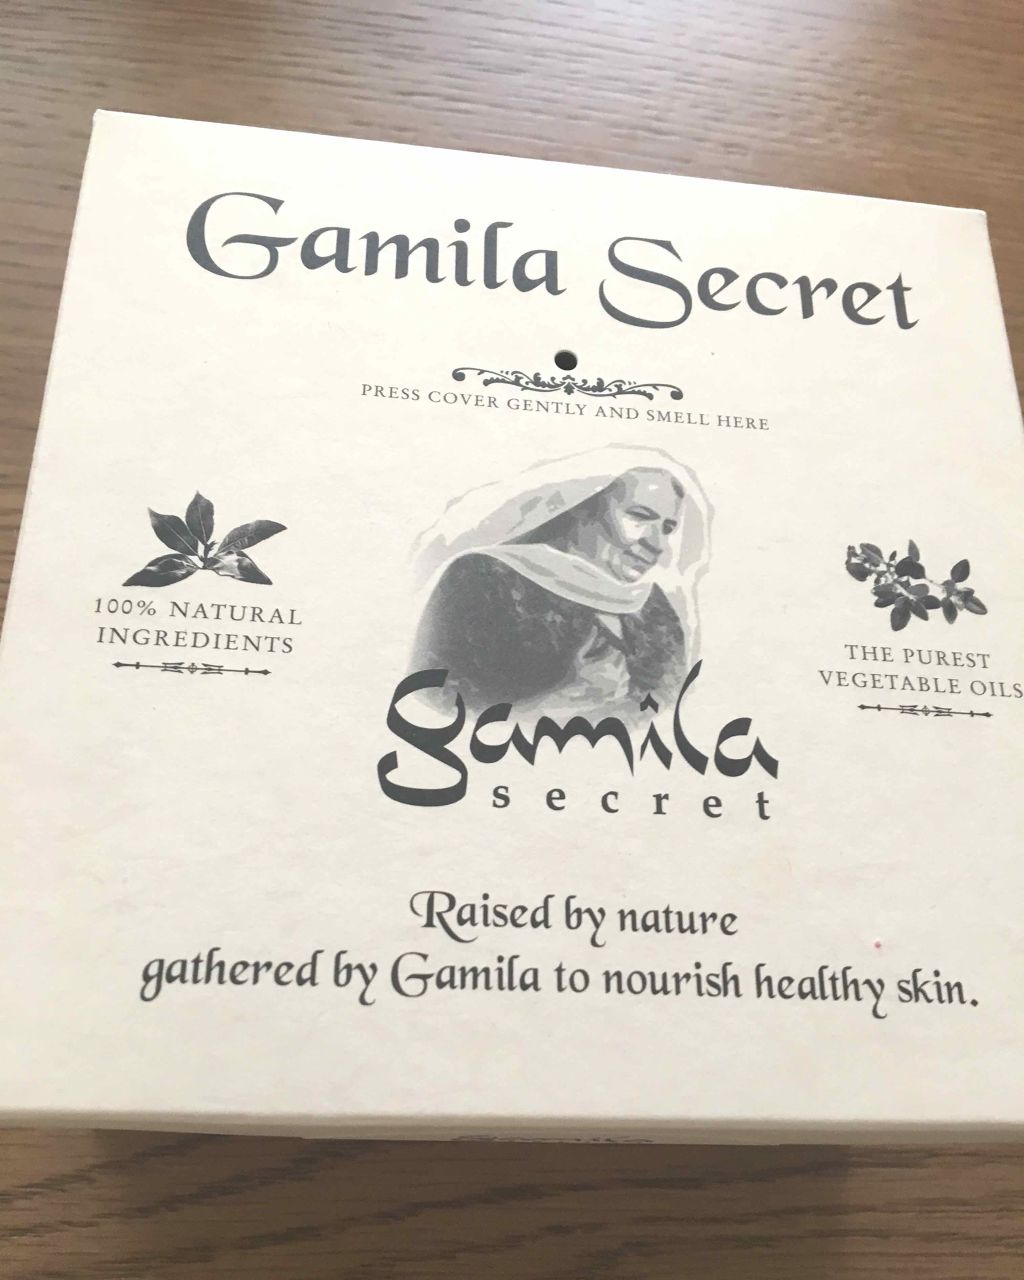 Gamila Secret
PRESS COVER GENTLY AND SMELL HERE
100% NATURAL
INGREDIENTS
THE PUREST
VEGETABLE OILS
gamila
secret
Raised by nature
gathered by Gamila to nourish healthy skin.